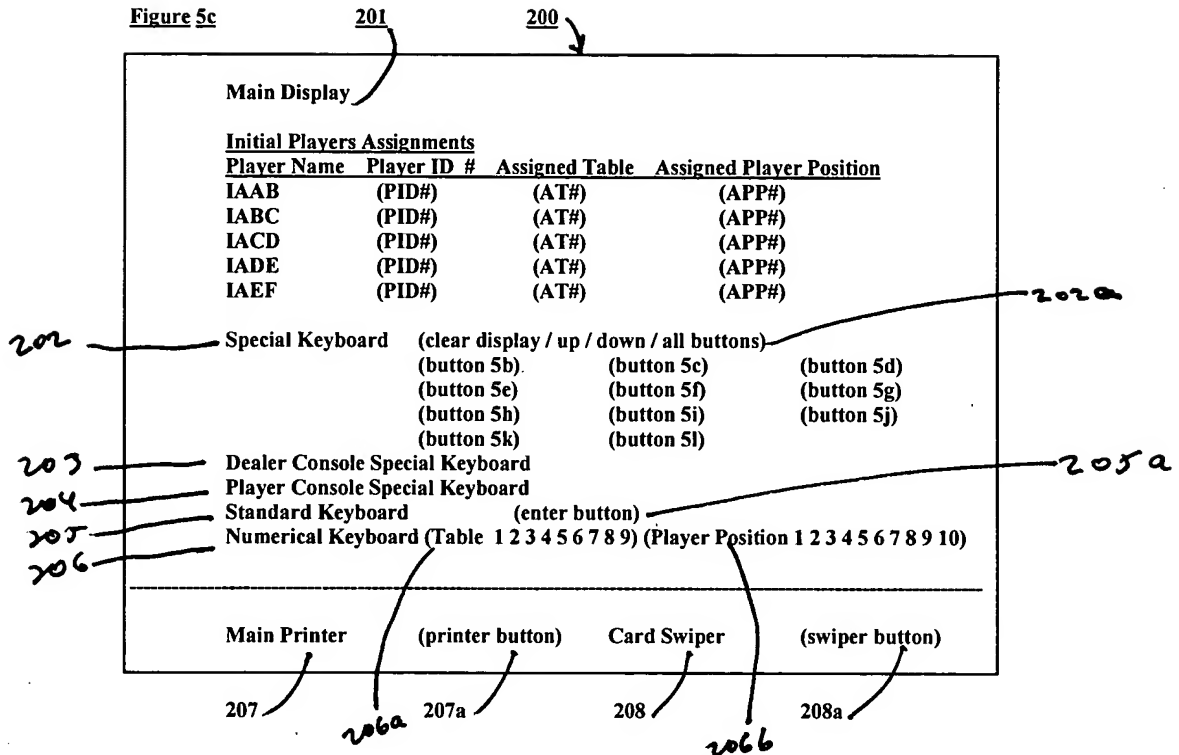 Figure 5c 201 200
Main Display
Initial Players Assignments
Player Name Player ID # Assigned Table Assigned Player Position
IAAB (PID#) (AT#) (APP#)
IABC (PID#) (AT#) (APP#)
IACD (PID#) (AT#) (APP#)
IADE (PID#) (AT#) (APP#)
IAEF (PID#) (AT#) (APP#)
202a
202 Special Keyboard (clear display / up / down / all buttons)
(button 5b) (button 5c) (button 5d)
(button 5e) (button 5f) (button 5g)
(button 5h) (button 5i) (button 5j)
(button 5k) (button 5l)
203 Dealer Console Special Keyboard 205a
204 Player Console Special Keyboard
205 Standard Keyboard (enter button)
206 Numerical Keyboard (Table 1 2 3 4 5 6 7 8 9) (Player Position 1 2 3 4 5 6 7 8 9 10)
Main Printer (printer button) Card Swiper (swiper button)
207 206a 207a 208 206b 208a